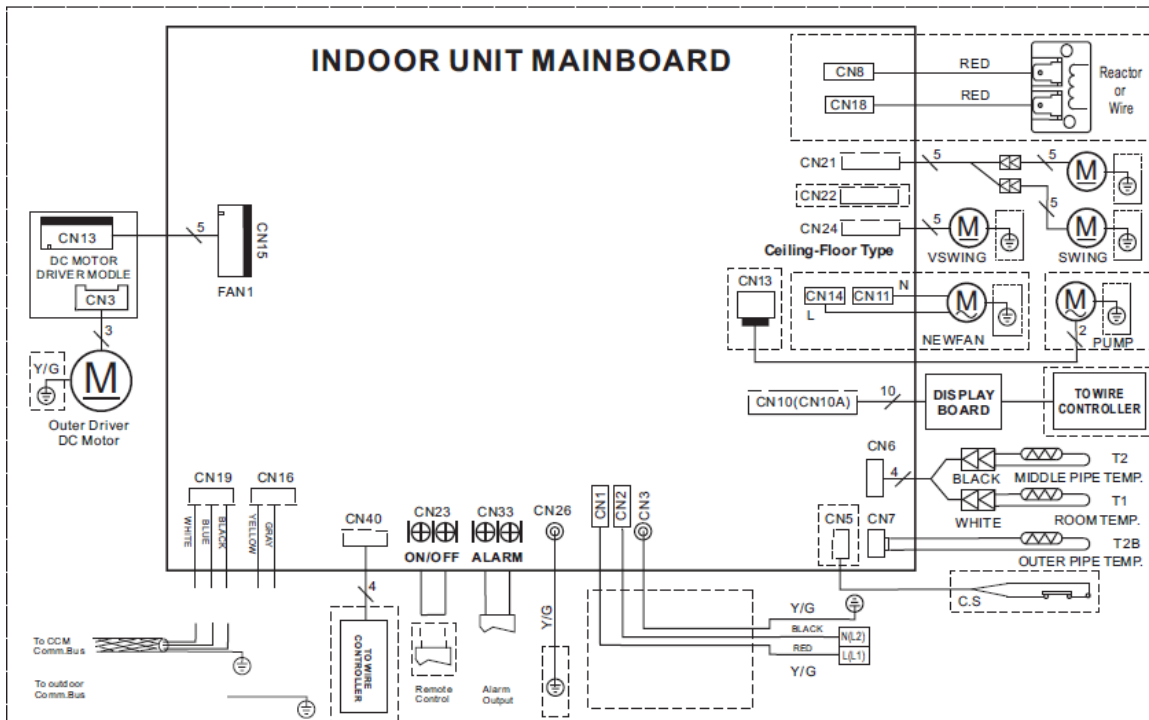 INDOOR UNIT MAINBOARD
CN8
RED
CN18
RED
Reactor
or
Wire
CN21
5
5
M
CN22
5
CN24
5
M
M
Ceiling-Floor Type
VSWING
SWING
CN13
5
CN15
DC MOTOR
DRIVER MODLE
CN3
FAN1
3
Y/G
M
Outer Driver
DC Motor
CN13
CN14
CN11
N
L
M
NEWFAN
M
2
PUMP
CN10(CN10A)
10
DISPLAY
BOARD
TO WIRE
CONTROLLER
CN6
4
BLACK
T2
MIDDLE PIPE TEMP.
WHITE
T1
ROOM TEMP.
CN5
CN7
T2B
OUTER PIPE TEMP.
C.S
CN19
CN16
WHITE
BLUE
BLACK
YELLOW
GRAY
CN40
CN23
CN33
CN26
CN1
CN2
CN3
ON/OFF
ALARM
4
Y/G
TO WIRE
CONTROLLER
Remote
Control
Alarm
Output
Y/G
BLACK
N(L2)
RED
L(L1)
Y/G
To CCM
Comm.Bus
To outdoor
Comm.Bus